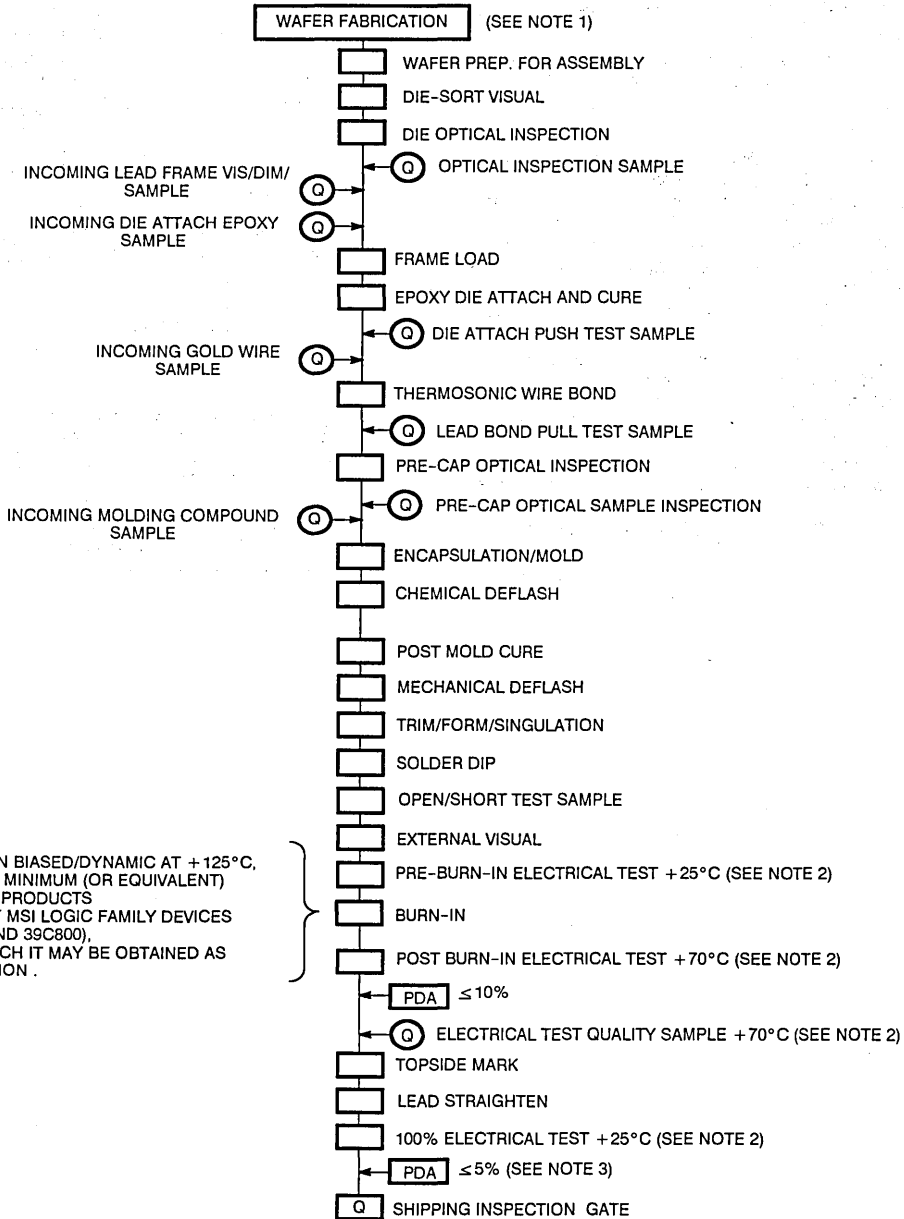 WAFER FABRICATION (SEE NOTE 1)
WAFER PREP. FOR ASSEMBLY
DIE-SORT VISUAL
DIE OPTICAL INSPECTION
Q OPTICAL INSPECTION SAMPLE
INCOMING LEAD FRAME VIS/DIM/
SAMPLE
Q
INCOMING DIE ATTACH EPOXY
SAMPLE
Q
FRAME LOAD
EPOXY DIE ATTACH AND CURE
Q DIE ATTACH PUSH TEST SAMPLE
INCOMING GOLD WIRE
SAMPLE
Q
THERMOSONIC WIRE BOND
Q LEAD BOND PULL TEST SAMPLE
PRE-CAP OPTICAL INSPECTION
Q PRE-CAP OPTICAL SAMPLE INSPECTION
INCOMING MOLDING COMPOUND
SAMPLE
Q
ENCAPSULATION/MOLD
CHEMICAL DEFLASH
POST MOLD CURE
MECHANICAL DEFLASH
TRIM/FORM/SINGULATION
SOLDER DIP
OPEN/SHORT TEST SAMPLE
EXTERNAL VISUAL
N BIASED/DYNAMIC AT +125°C,
MINIMUM (OR EQUIVALENT)
PRODUCTS
MSI LOGIC FAMILY DEVICES
ND 39C800),
CH IT MAY BE OBTAINED AS
ION .
PRE-BURN-IN ELECTRICAL TEST +25°C (SEE NOTE 2)
BURN-IN
POST BURN-IN ELECTRICAL TEST +70°C (SEE NOTE 2)
PDA ≤10%
Q ELECTRICAL TEST QUALITY SAMPLE +70°C (SEE NOTE 2)
TOPSIDE MARK
LEAD STRAIGHTEN
100% ELECTRICAL TEST +25°C (SEE NOTE 2)
PDA ≤5% (SEE NOTE 3)
Q SHIPPING INSPECTION GATE